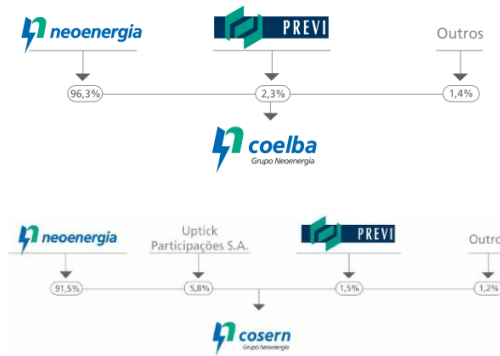 neoenergia
PREVI
Outros
96,3%
2,3%
1,4%
coelba
Grupo Neoenergia
neoenergia
Uptick
Participações S.A.
PREVI
Outro
91,5%
5,8%
1,5%
1,2%
cosern
Grupo Neoenergia